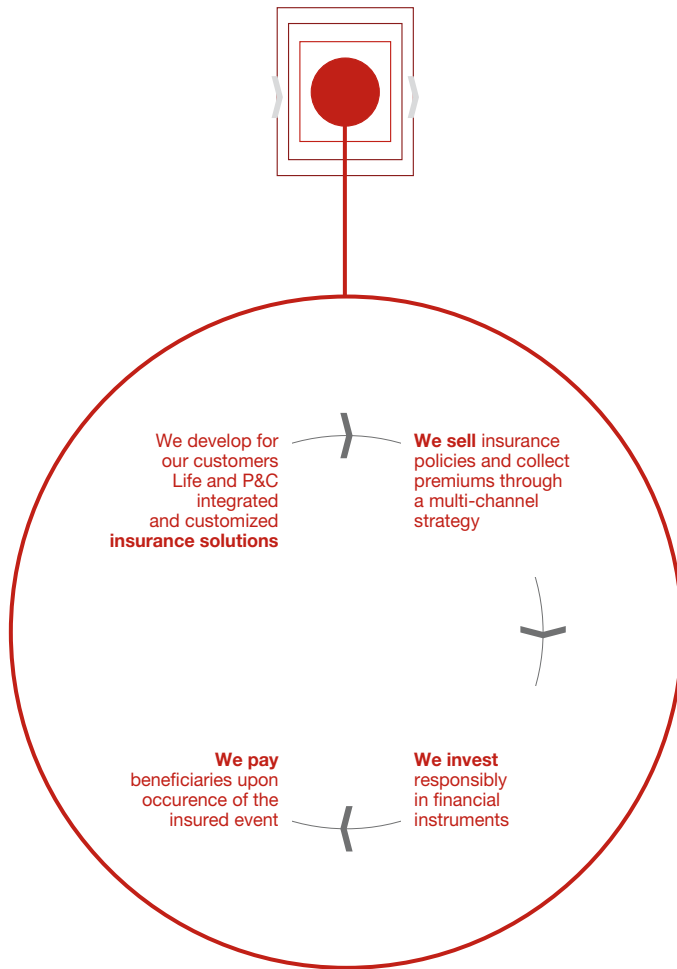 We develop for
our customers
Life and P&C
integrated
and customized
insurance solutions
We sell insurance
policies and collect
premiums through
a multi-channel
strategy
We invest
responsibly
in financial
instruments
We pay
beneficiaries upon
occurence of the
insured event